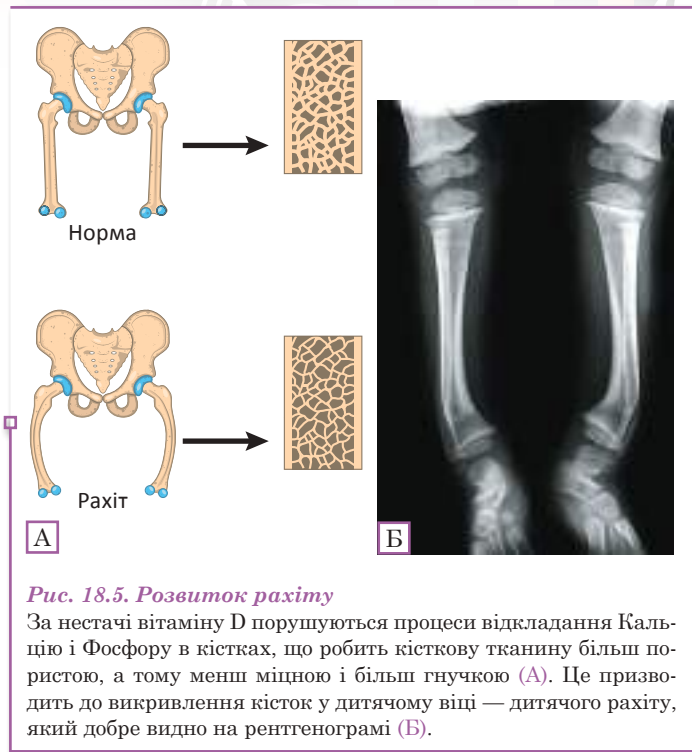 Норма
Рахіт
А
Б
Рис. 18.5. Розвиток рахіту
За нестачі вітаміну D порушуються процеси відкладання Каль-
цію і Фосфору в кістках, що робить кісткову тканину більш по-
ристою, а тому менш міцною і більш гнучкою (А). Це призво-
дить до викривлення кісток у дитячому віці — дитячого рахіту,
який добре видно на рентгенограмі (Б).